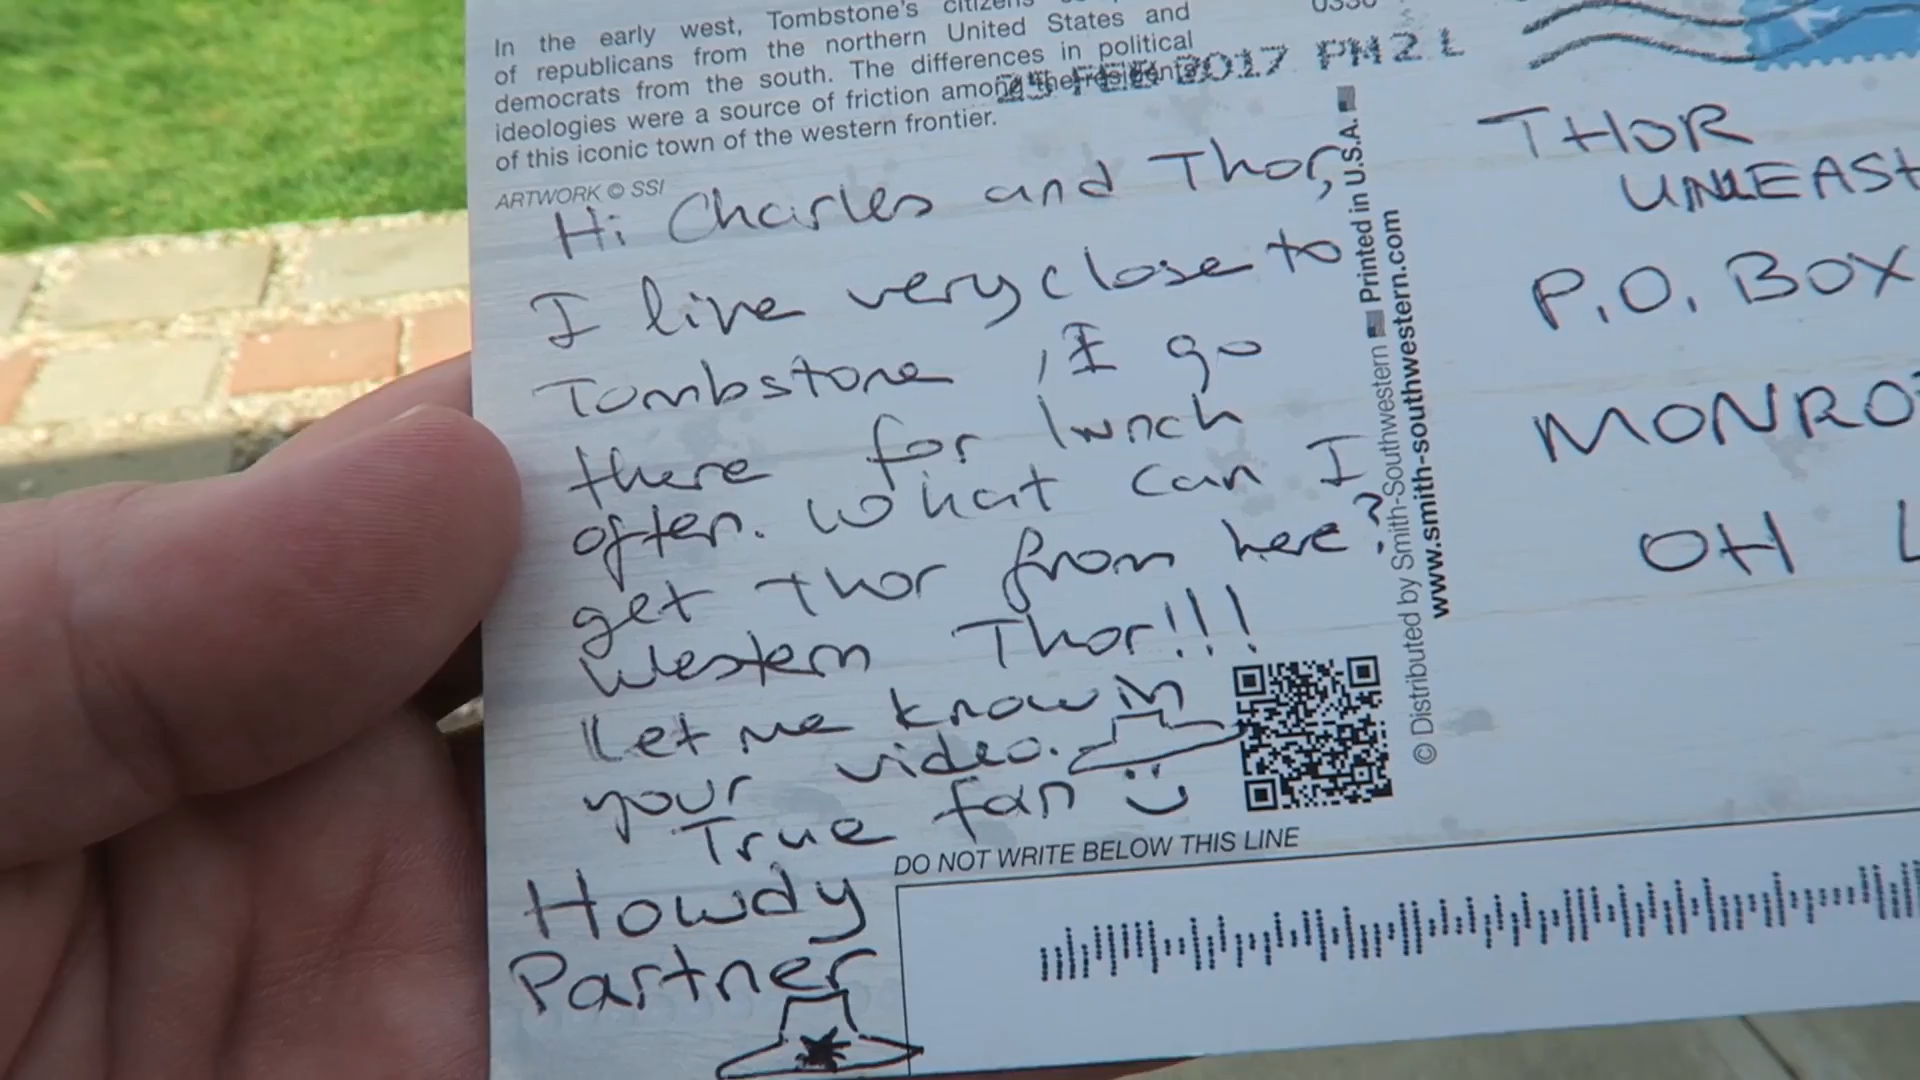 In the early west, Tombstone's citizens
of republicans from the northern United States and
democrats from the south. The differences in political
ideologies were a source of friction among the residents
of this iconic town of the western frontier.
ARTWORK © SSI
Hi Charles and Thor,
I live very close to
Tombstone, I go
there for lunch
often. What can I
get Thor from here?
Western Thor!!!
Let me know in
your video.
True fan
Howdy
Partner
DO NOT WRITE BELOW THIS LINE
© Distributed by Smith-Southwestern Printed in U.S.A.
www.smith-southwestern.com
2017 PM 2 L
THOR
UNLEASH
P.O. BOX
MONRO
OH